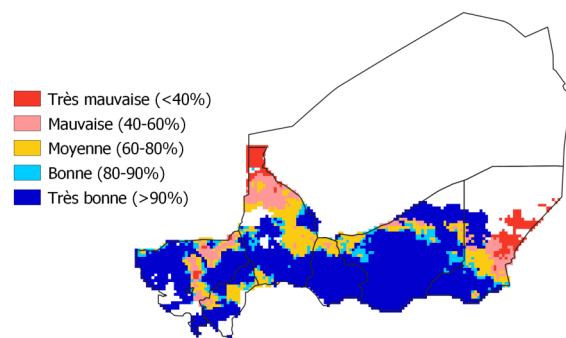 Très mauvaise (<40%)
Mauvaise (40-60%)
Moyenne (60-80%)
Bonne (80-90%)
Très bonne (>90%)